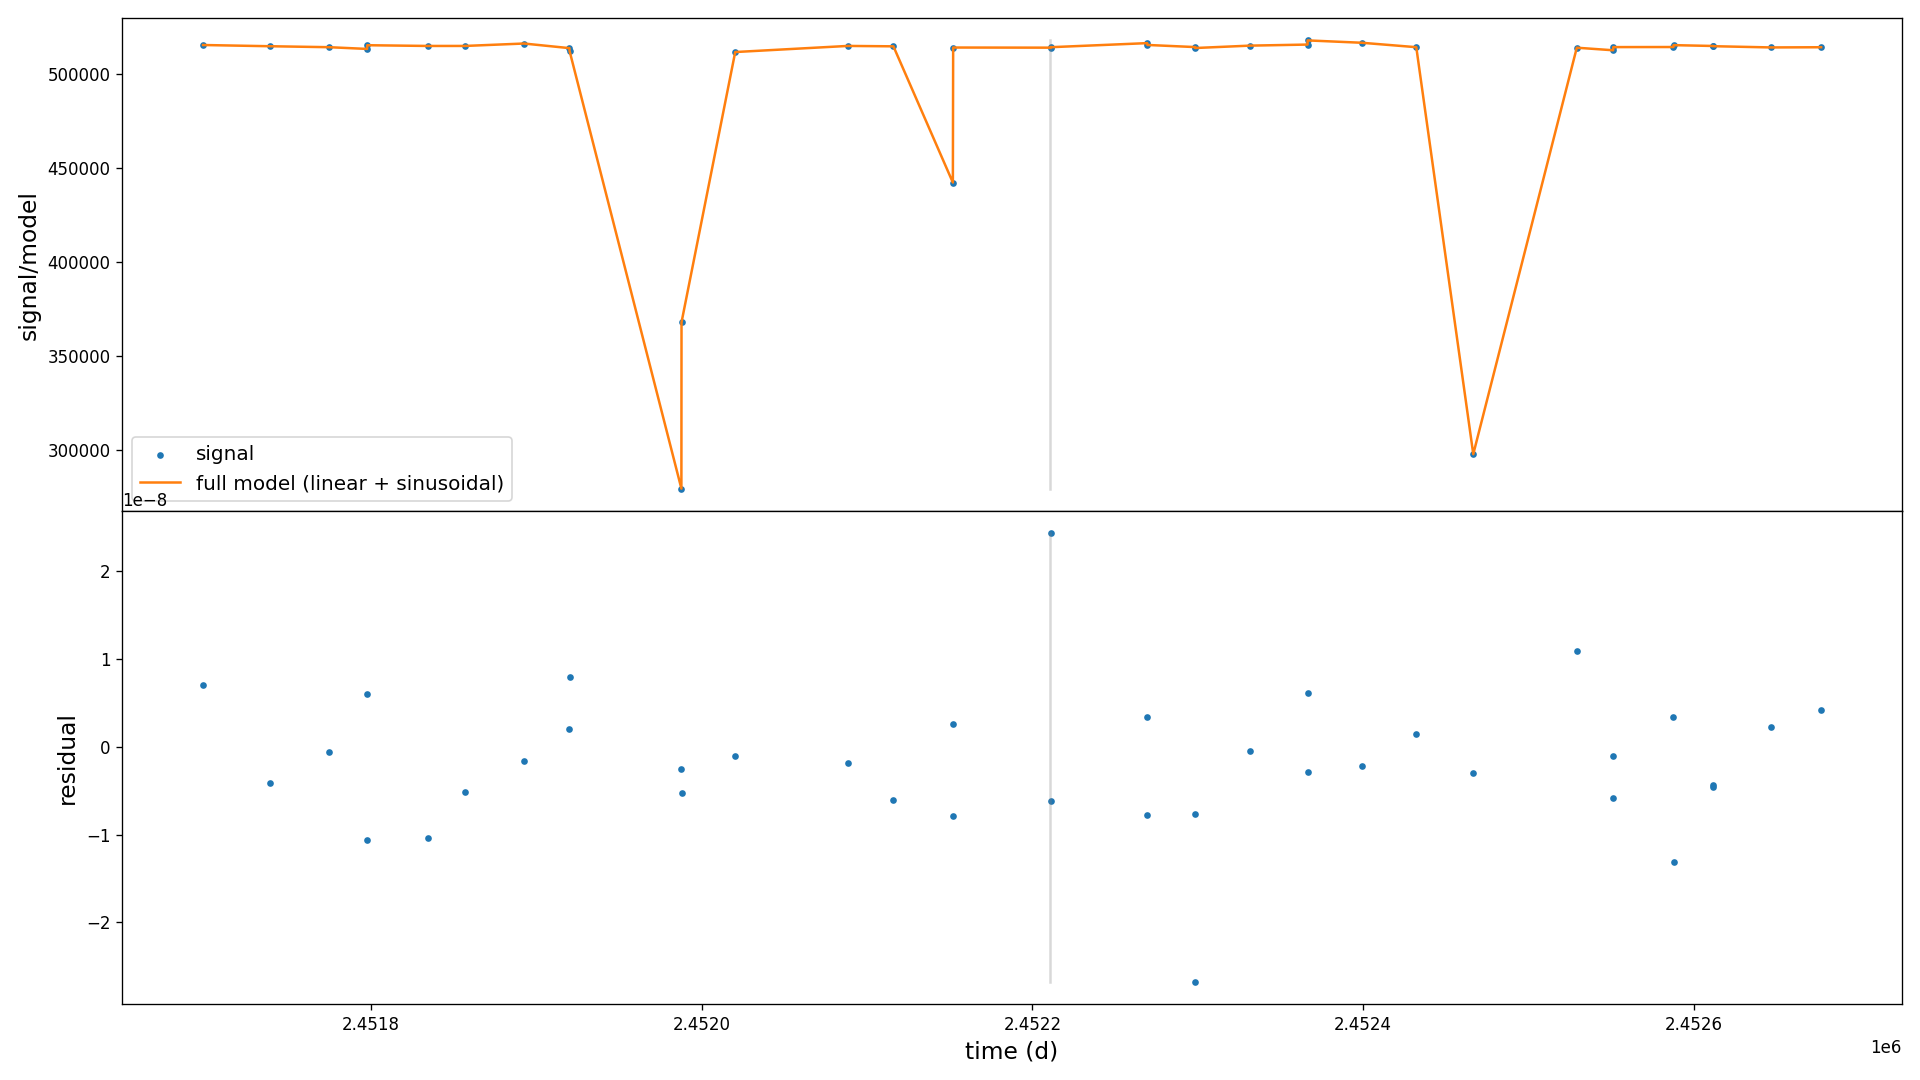 signal/model
500000
450000
400000
350000
300000
signal
full model (linear + sinusoidal)
1e−8
residual
2
1
0
−1
−2
2.4518
2.4520
2.4522
2.4524
2.4526
time (d)
1e6